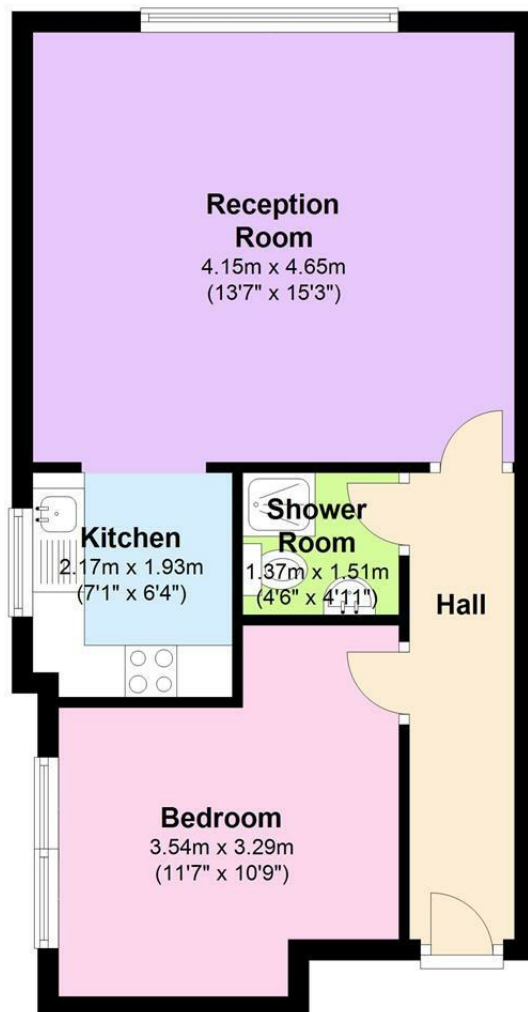 Reception
Room
4.15m x 4.65m
(13'7" x 15'3")
Kitchen
2.17m x 1.93m
(7'1" x 6'4")
Shower
Room
1.37m x 1.51m
(4'6" x 4'11")
Hall
Bedroom
3.54m x 3.29m
(11'7" x 10'9")